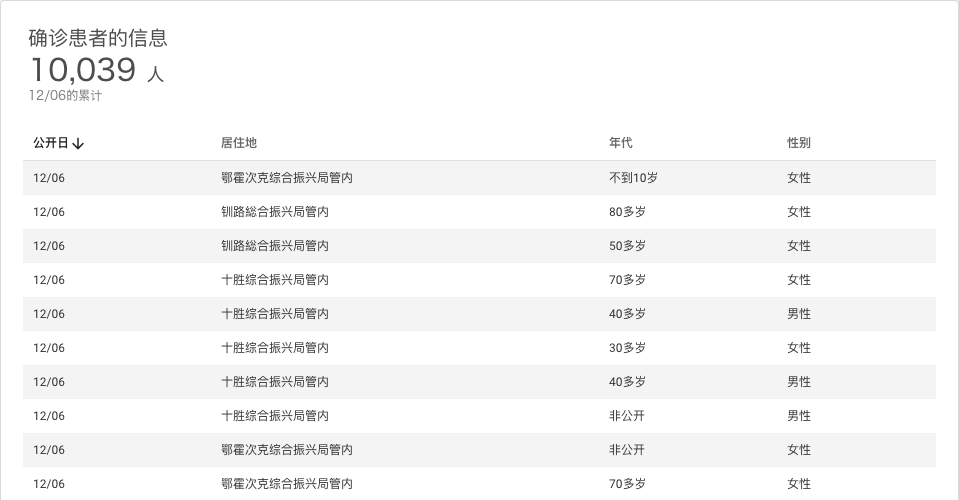 确诊患者的信息
10,039 人
12/06的累计
公开日↓ 居住地 年代 性别
12/06 鄂霍次克综合振兴局管内 不到10岁 女性
12/06 钏路総合振兴局管内 80多岁 女性
12/06 钏路総合振兴局管内 50多岁 女性
12/06 十胜综合振兴局管内 70多岁 女性
12/06 十胜综合振兴局管内 40多岁 男性
12/06 十胜综合振兴局管内 30多岁 女性
12/06 十胜综合振兴局管内 40多岁 男性
12/06 十胜综合振兴局管内 非公开 男性
12/06 鄂霍次克综合振兴局管内 非公开 女性
12/06 鄂霍次克综合振兴局管内 70多岁 女性